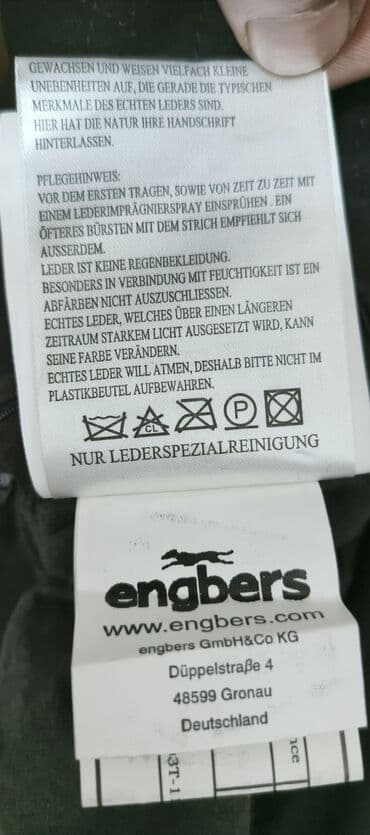 GEWACHSEN UND WEISEN VIELFACH KLEINE
UNEBENHEITEN AUF, DIE GERADE DIE TYPISCHEN
MERKMALE DES ECHTEN LEDERS SIND.
HIER HAT DIE NATUR IHRE HANDSCHRIFT
HINTERLASSEN.
PFLEGEHINWEIS:
VOR DEM ERSTEN TRAGEN, SOWIE VON ZEIT ZU ZEIT MIT
EINEM LEDERIMPRÄGNIERSPRAY EINSPRÜHEN . EIN
ÖFTERES BÜRSTEN MIT DEM STRICH EMPFIEHLT SICH
AUSSERDEM.
LEDER IST KEINE REGENBEKLEIDUNG.
BESONDERS IN VERBINDUNG MIT FEUCHTIGKEIT IST EIN
ABFÄRBEN NICHT AUSZUSCHLIESSEN.
ECHTES LEDER, WELCHES ÜBER EINEN LÄNGEREN
ZEITRAUM STARKEM LICHT AUSGESETZT WIRD, KANN
SEINE FARBE VERÄNDERN.
ECHTES LEDER WILL ATMEN, DESHALB BITTE NICHT IM
PLASTIKBEUTEL AUFBEWAHREN.
CL P
NUR LEDERSPEZIALREINIGUNG
engbers
www.engbers.com
engbers GmbH&Co KG
Düppelstraße 4
48599 Gronau
Deutschland